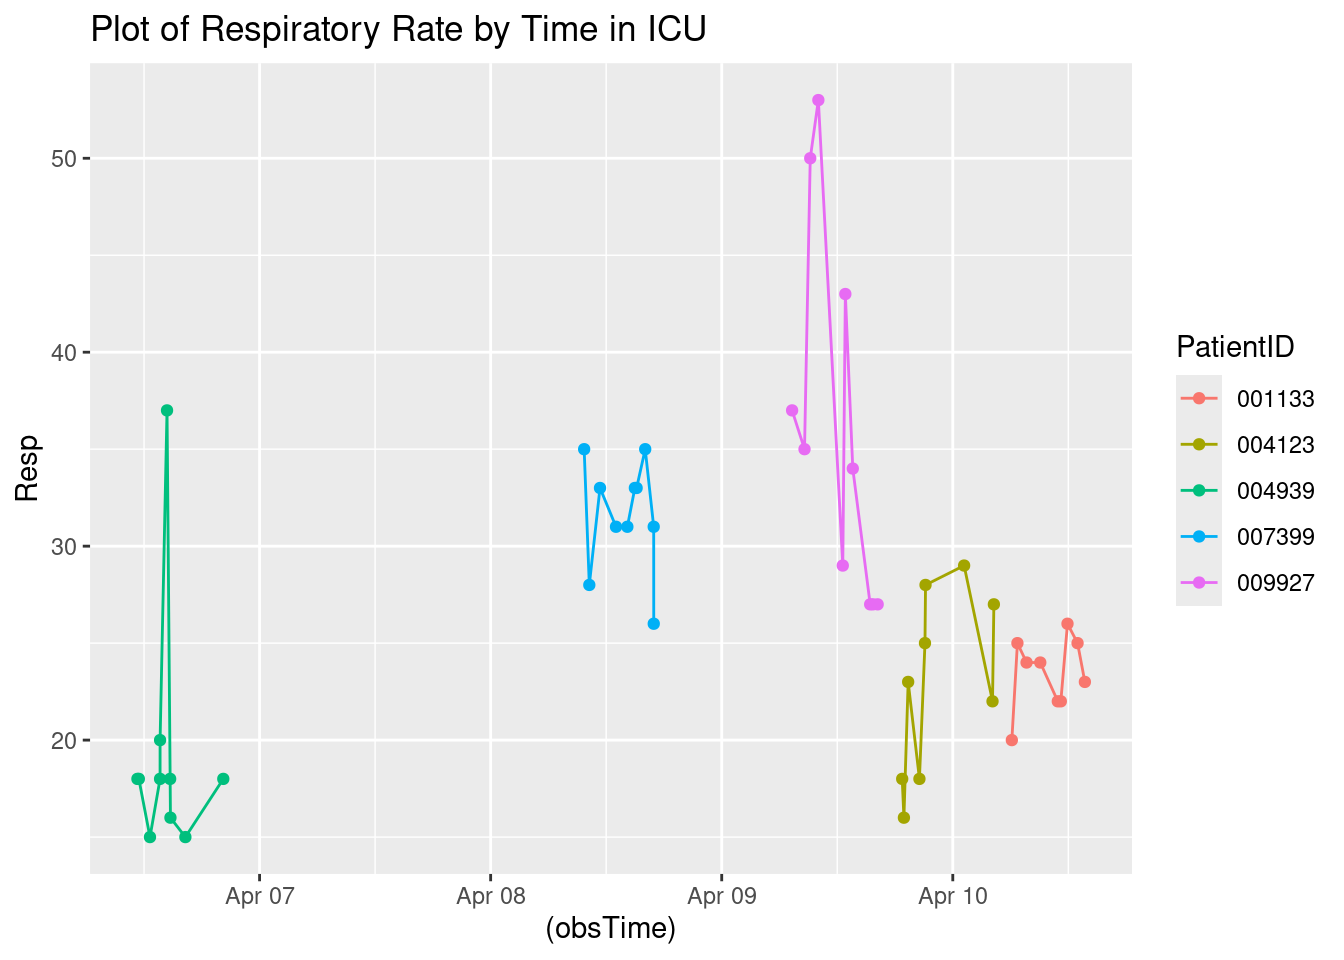 Plot of Respiratory Rate by Time in ICU
50
40
30
20
Resp
Apr 07 Apr 08 Apr 09 Apr 10
(obsTime)
PatientID
001133
004123
004939
007399
009927